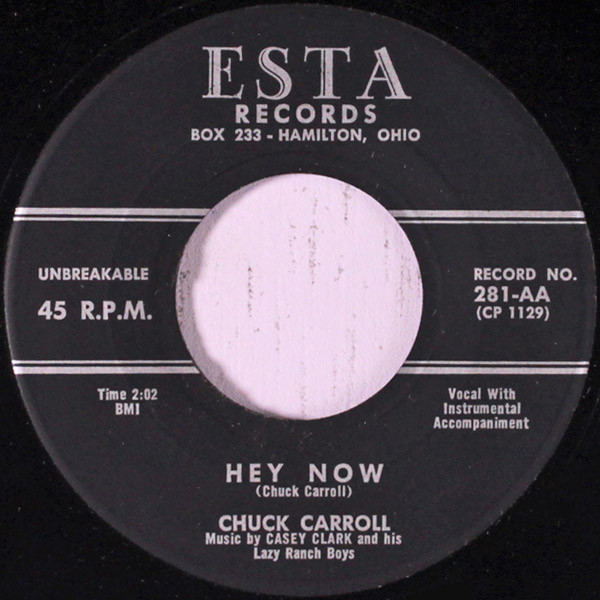 ESTA
RECORDS
BOX 233 - HAMILTON, OHIO
UNBREAKABLE
45 R.P.M.
RECORD NO.
281-AA
(CP 1129)
Time 2:02
BMI
Vocal With
Instrumental
Accompaniment
HEY NOW
(Chuck Carroll)
CHUCK CARROLL
Music by CASEY CLARK and his
Lazy Ranch Boys